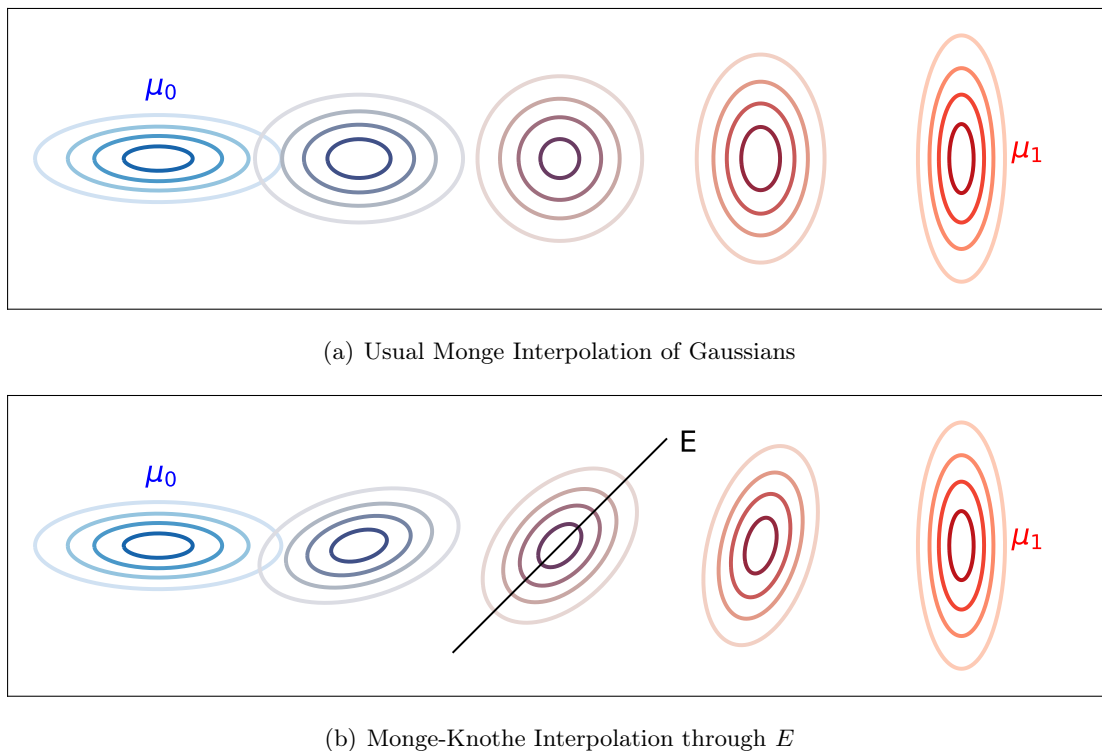 μ₀
μ₁
(a) Usual Monge Interpolation of Gaussians
E
μ₀
μ₁
(b) Monge-Knothe Interpolation through E